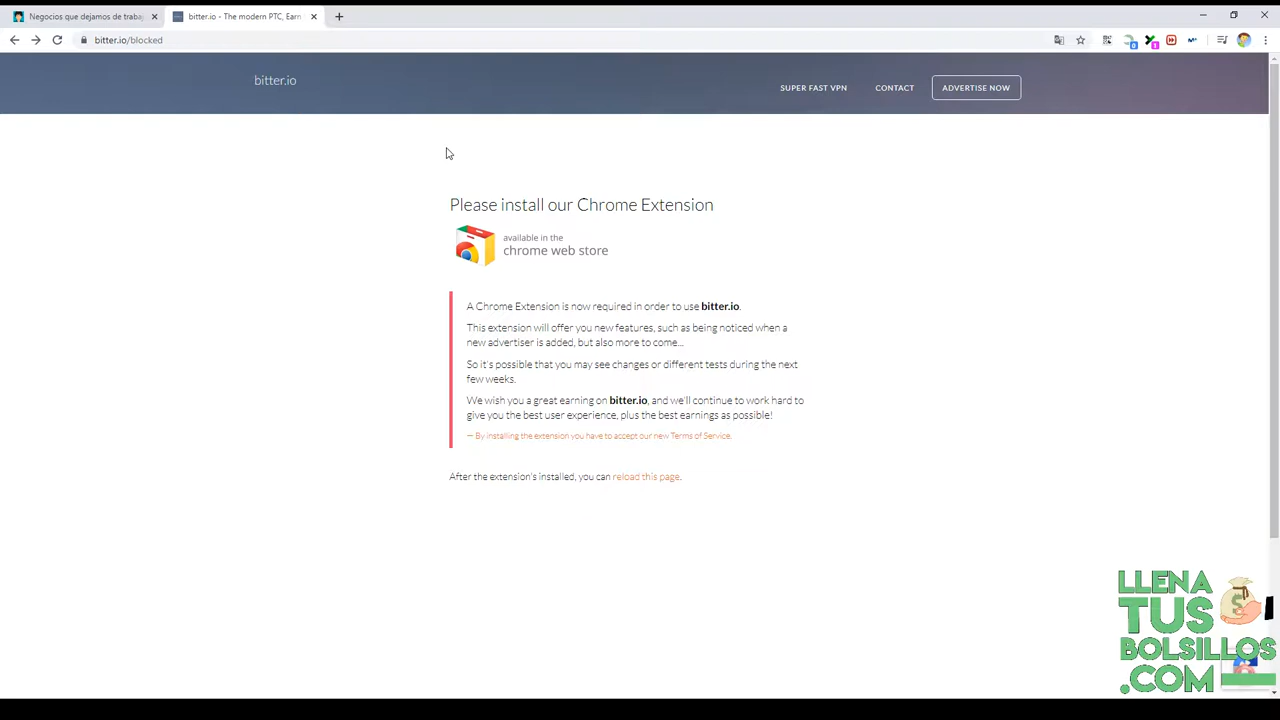 Negocios que dejamos de traba
bitter.io - The modern PTC, Earn
bitter.io/blocked
bitter.io
SUPER FAST VPN
CONTACT
ADVERTISE NOW
Please install our Chrome Extension
available in the
chrome web store
A Chrome Extension is now required in order to use bitter.io.
This extension will offer you new features, such as being noticed when a
new advertiser is added, but also more to come...
So it's possible that you may see changes or different tests during the next
few weeks.
We wish you a great earning on bitter.io, and we'll continue to work hard to
give you the best user experience, plus the best earnings as possible!
— By installing the extension you have to accept our new Terms of Service.
After the extension's installed, you can reload this page.
LLENA
TUS
BOLSILLOS
.COM